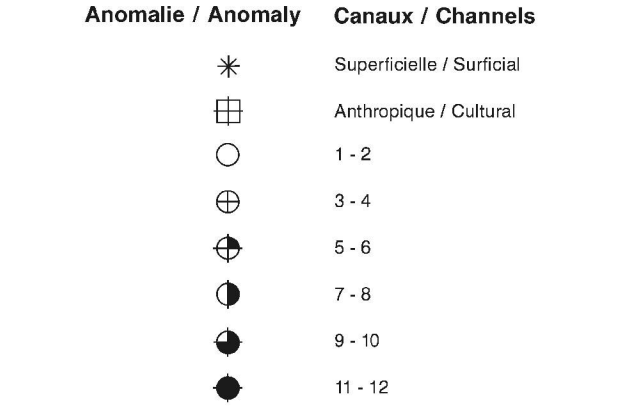 Anomalie / Anomaly Canaux / Channels
Superficielle / Surficial
Anthropique / Cultural
1 - 2
3 - 4
5 - 6
7 - 8
9 - 10
11 - 12